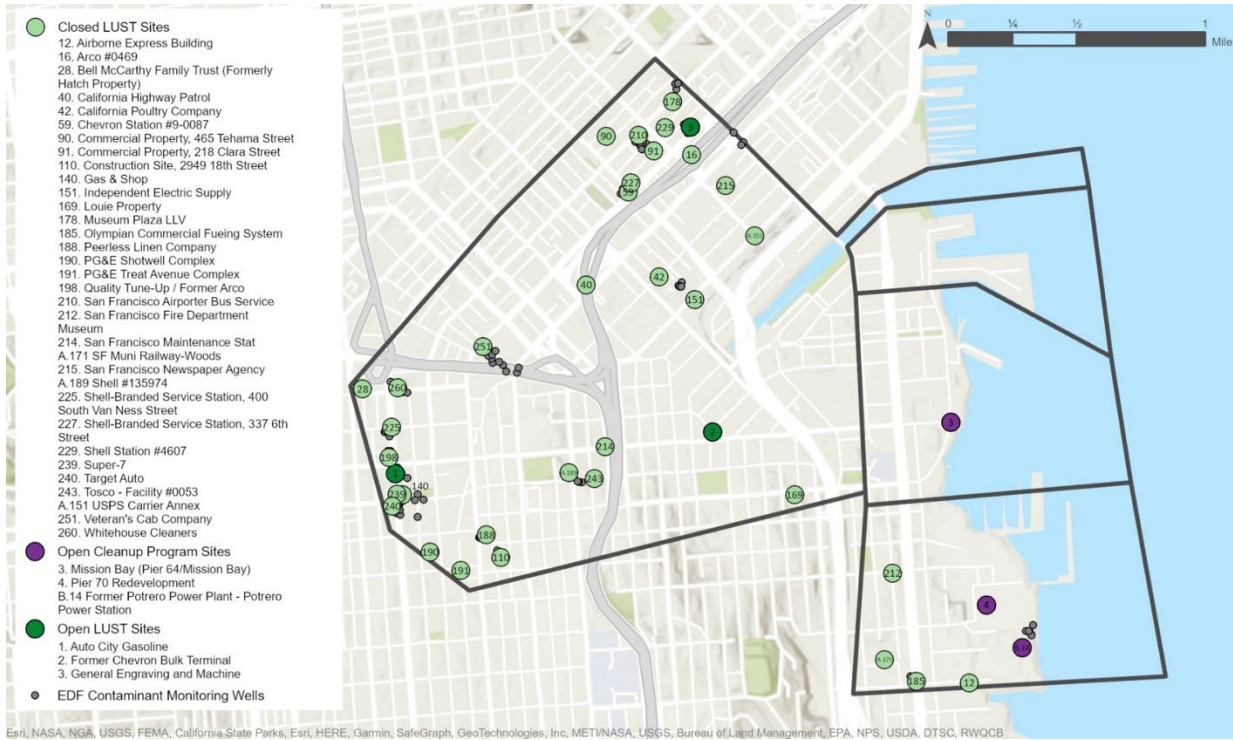 Closed LUST Sites
12. Airborne Express Building
16. Arco #0469
28. Bell McCarthy Family Trust (Formerly
Hatch Property)
40. California Highway Patrol
42. California Poultry Company
59. Chevron Station #9-0087
90. Commercial Property, 465 Tehama Street
91. Commercial Property, 218 Clara Street
110. Construction Site, 2949 18th Street
140. Gas & Shop
151. Independent Electric Supply
169. Louie Property
178. Museum Plaza LLV
185. Olympian Commercial Fueing System
188. Peerless Linen Company
190. PG&E Shotwell Complex
191. PG&E Treat Avenue Complex
198. Quality Tune-Up / Former Arco
210. San Francisco Airporter Bus Service
212. San Francisco Fire Department
Museum
214. San Francisco Maintenance Stat
A.171 SF Muni Railway-Woods
215. San Francisco Newspaper Agency
A.189 Shell #135974
225. Shell-Branded Service Station, 400
South Van Ness Street
227. Shell-Branded Service Station, 337 6th
Street
229. Shell Station #4607
239. Super-7
240. Target Auto
243. Tosco - Facility #0053
A.151 USPS Carrier Annex
251. Veteran's Cab Company
260. Whitehouse Cleaners
Open Cleanup Program Sites
3. Mission Bay (Pier 64/Mission Bay)
4. Pier 70 Redevelopment
B.14 Former Potrero Power Plant - Potrero
Power Station
Open LUST Sites
1. Auto City Gasoline
2. Former Chevron Bulk Terminal
3. General Engraving and Machine
EDF Contaminant Monitoring Wells
N
0 ¼ ½ 1
Mile
178
229
3
90
210
91
16
227
59
215
A.151
42
40
151
251
28
260
225
2
3
214
198
1
A.189
243
239
140
240
169
188
190
110
191
212
4
B.14
A.171
185
12
Esri, NASA, NGA, USGS, FEMA, California State Parks, Esri, HERE, Garmin, SafeGraph, GeoTechnologies, Inc, METI/NASA, USGS, Bureau of Land Management, EPA, NPS, USDA, DTSC, RWQCB